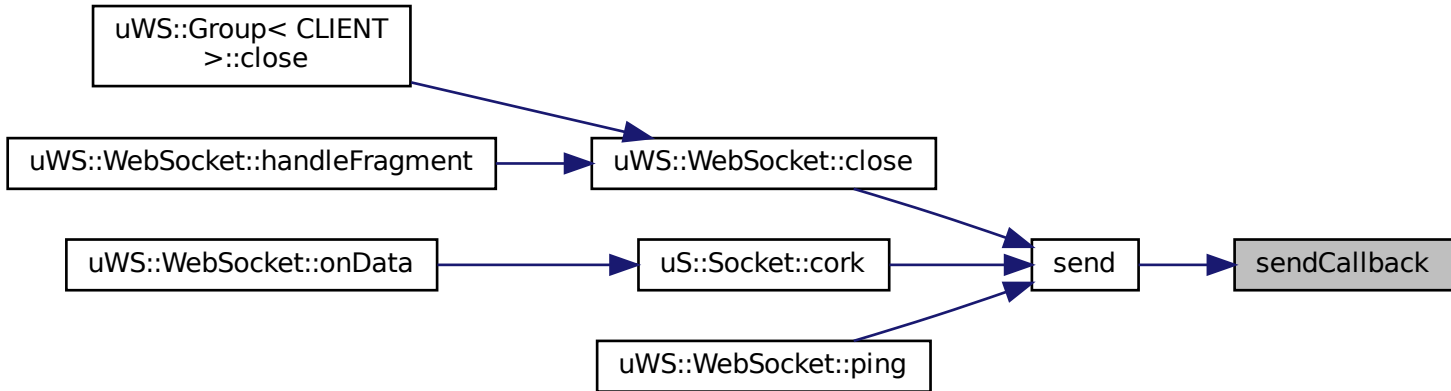 uWS::Group< CLIENT
>::close
uWS::WebSocket::handleFragment
uWS::WebSocket::close
uWS::WebSocket::onData
uS::Socket::cork
send
sendCallback
uWS::WebSocket::ping